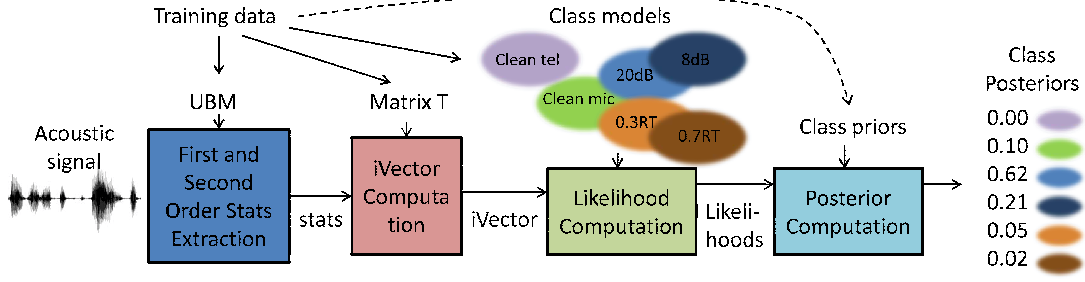 Training data
Class models
Clean tel
8dB
20dB
Clean mic
0.3RT
0.7RT
Class
Posteriors
0.00
0.10
0.62
0.21
0.05
0.02
UBM
Matrix T
Class priors
Acoustic
signal
First and
Second
Order Stats
Extraction
stats
iVector
Computa
tion
iVector
Likelihood
Computation
Likeli-
hoods
Posterior
Computation